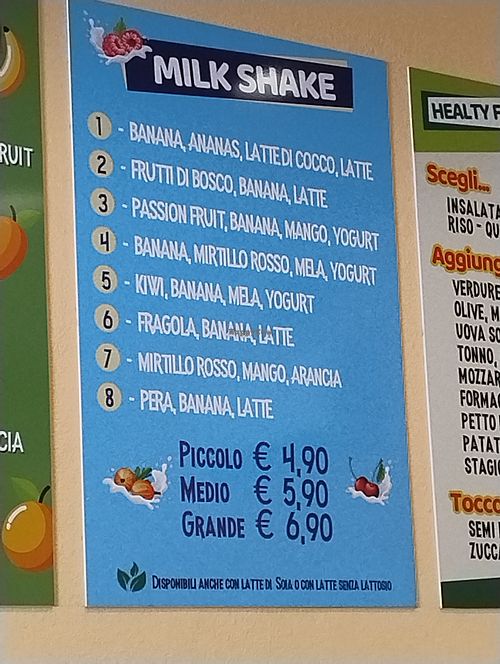 MILK SHAKE
1 - BANANA, ANANAS, LATTE DI COCCO, LATTE
2 - FRUTTI DI BOSCO, BANANA, LATTE
3 - PASSION FRUIT, BANANA, MANGO, YOGURT
4 - BANANA, MIRTILLO ROSSO, MELA, YOGURT
5 - KIWI, BANANA, MELA, YOGURT
6 - FRAGOLA, BANANA, LATTE
7 - MIRTILLO ROSSO, MANGO, ARANCIA
8 - PERA, BANANA, LATTE
PICCOLO € 4,90
MEDIO € 5,90
GRANDE € 6,90
DISPONIBILI ANCHE CON LATTE DI SOIA O CON LATTE SENZA LATTOSIO
RUIT
CIA
HEALTY F
Scegli...
INSALATA
RISO - QU
Aggiung
VERDURE
OLIVE, M
UOVA SO
TONNO,
MOZZAR
FORMAG
PETTO
PATAT
STAGI
Tocco
SEMI
ZUCCA